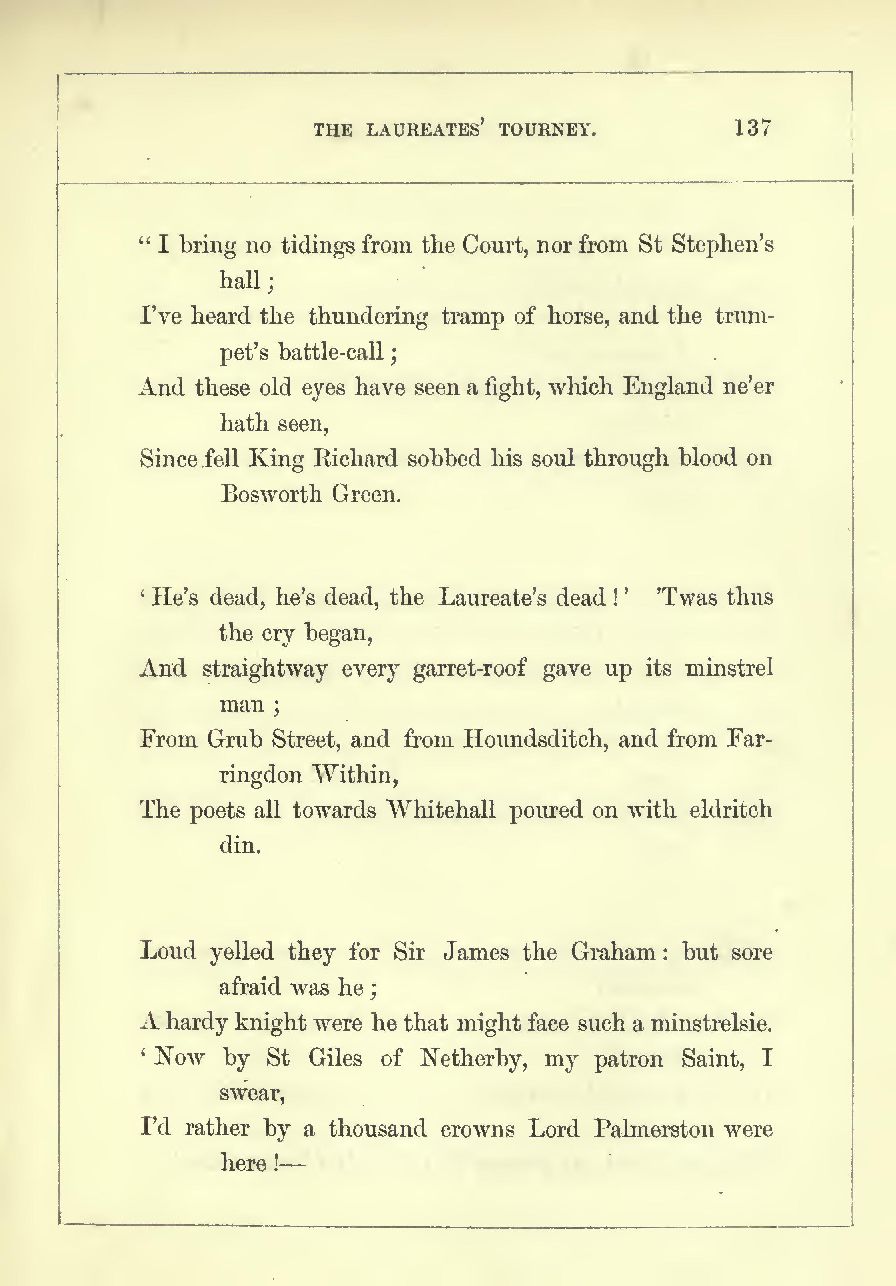 THE LAUREATES' TOURNEY. 137
“ I bring no tidings from the Court, nor from St Stephen's
hall ;
I've heard the thundering tramp of horse, and the trum-
pet's battle-call ;
And these old eyes have seen a fight, which England ne'er
hath seen,
Since fell King Richard sobbed his soul through blood on
Bosworth Green.
‘ He's dead, he's dead, the Laureate's dead ! ’ 'Twas thus
the cry began,
And straightway every garret-roof gave up its minstrel
man ;
From Grub Street, and from Houndsditch, and from Far-
ringdon Within,
The poets all towards Whitehall poured on with eldritch
din.
Loud yelled they for Sir James the Graham : but sore
afraid was he ;
A hardy knight were he that might face such a minstrelsie.
‘ Now by St Giles of Netherby, my patron Saint, I
swear,
I'd rather by a thousand crowns Lord Palmerston were
here !—